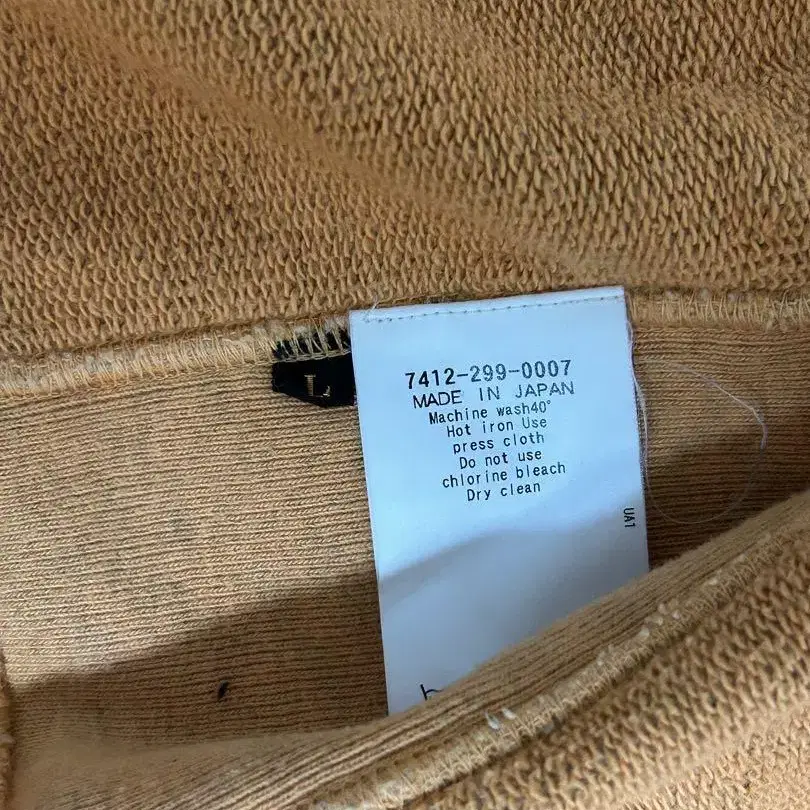 L
7412-299-0007
MADE IN JAPAN
Machine wash40°
Hot iron Use
press cloth
Do not use
chlorine bleach
Dry clean
UA1